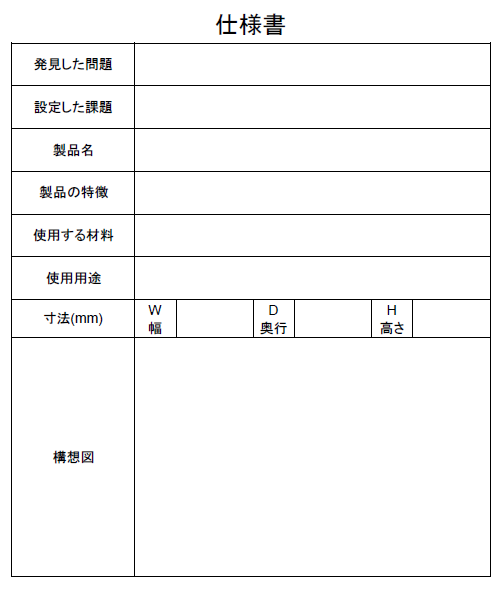 仕様書
発見した問題
設定した課題
製品名
製品の特徴
使用する材料
使用用途
寸法(mm)
W
幅
D
奥行
H
高さ
構想図